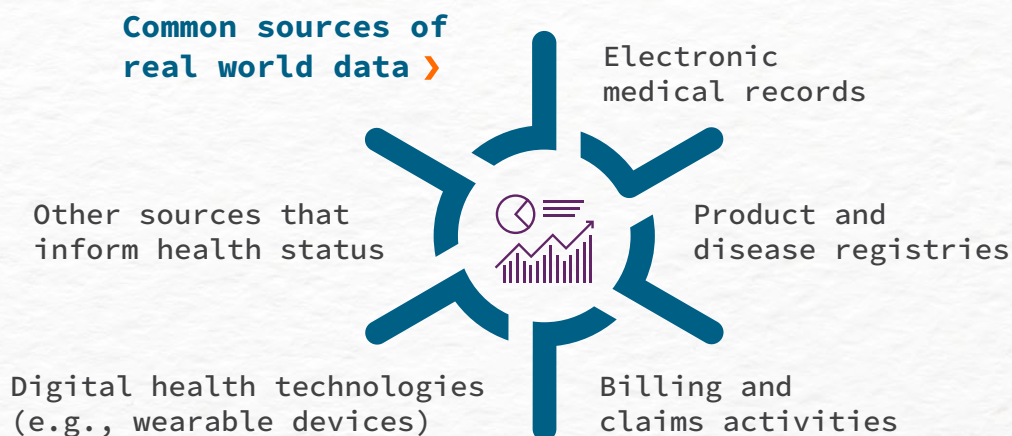 Common sources of
real world data ❯
Electronic
medical records
Product and
disease registries
Billing and
claims activities
Digital health technologies
(e.g., wearable devices)
Other sources that
inform health status